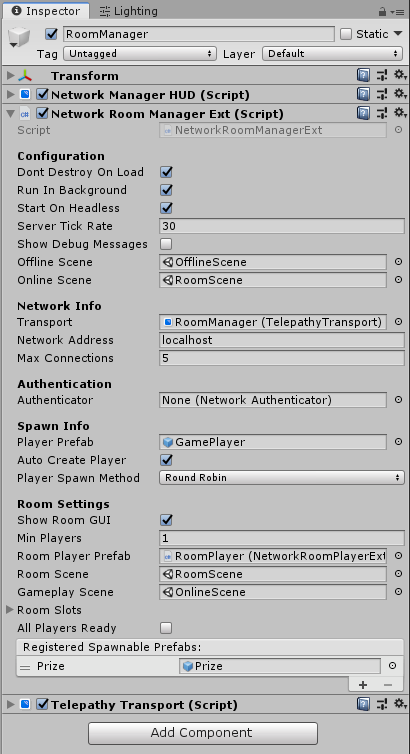 Inspector Lighting
RoomManager Static
Tag Untagged Layer Default
Transform
Network Manager HUD (Script)
Network Room Manager Ext (Script)
Script NetworkRoomManagerExt
Configuration
Dont Destroy On Load
Run In Background
Start On Headless
Server Tick Rate 30
Show Debug Messages
Offline Scene OfflineScene
Online Scene RoomScene
Network Info
Transport RoomManager (TelepathyTransport)
Network Address localhost
Max Connections 5
Authentication
Authenticator None (Network Authenticator)
Spawn Info
Player Prefab GamePlayer
Auto Create Player
Player Spawn Method Round Robin
Room Settings
Show Room GUI
Min Players 1
Room Player Prefab RoomPlayer (NetworkRoomPlayerExt
Room Scene RoomScene
Gameplay Scene OnlineScene
Room Slots
All Players Ready
Registered Spawnable Prefabs:
Prize Prize
+ −
Telepathy Transport (Script)
Add Component